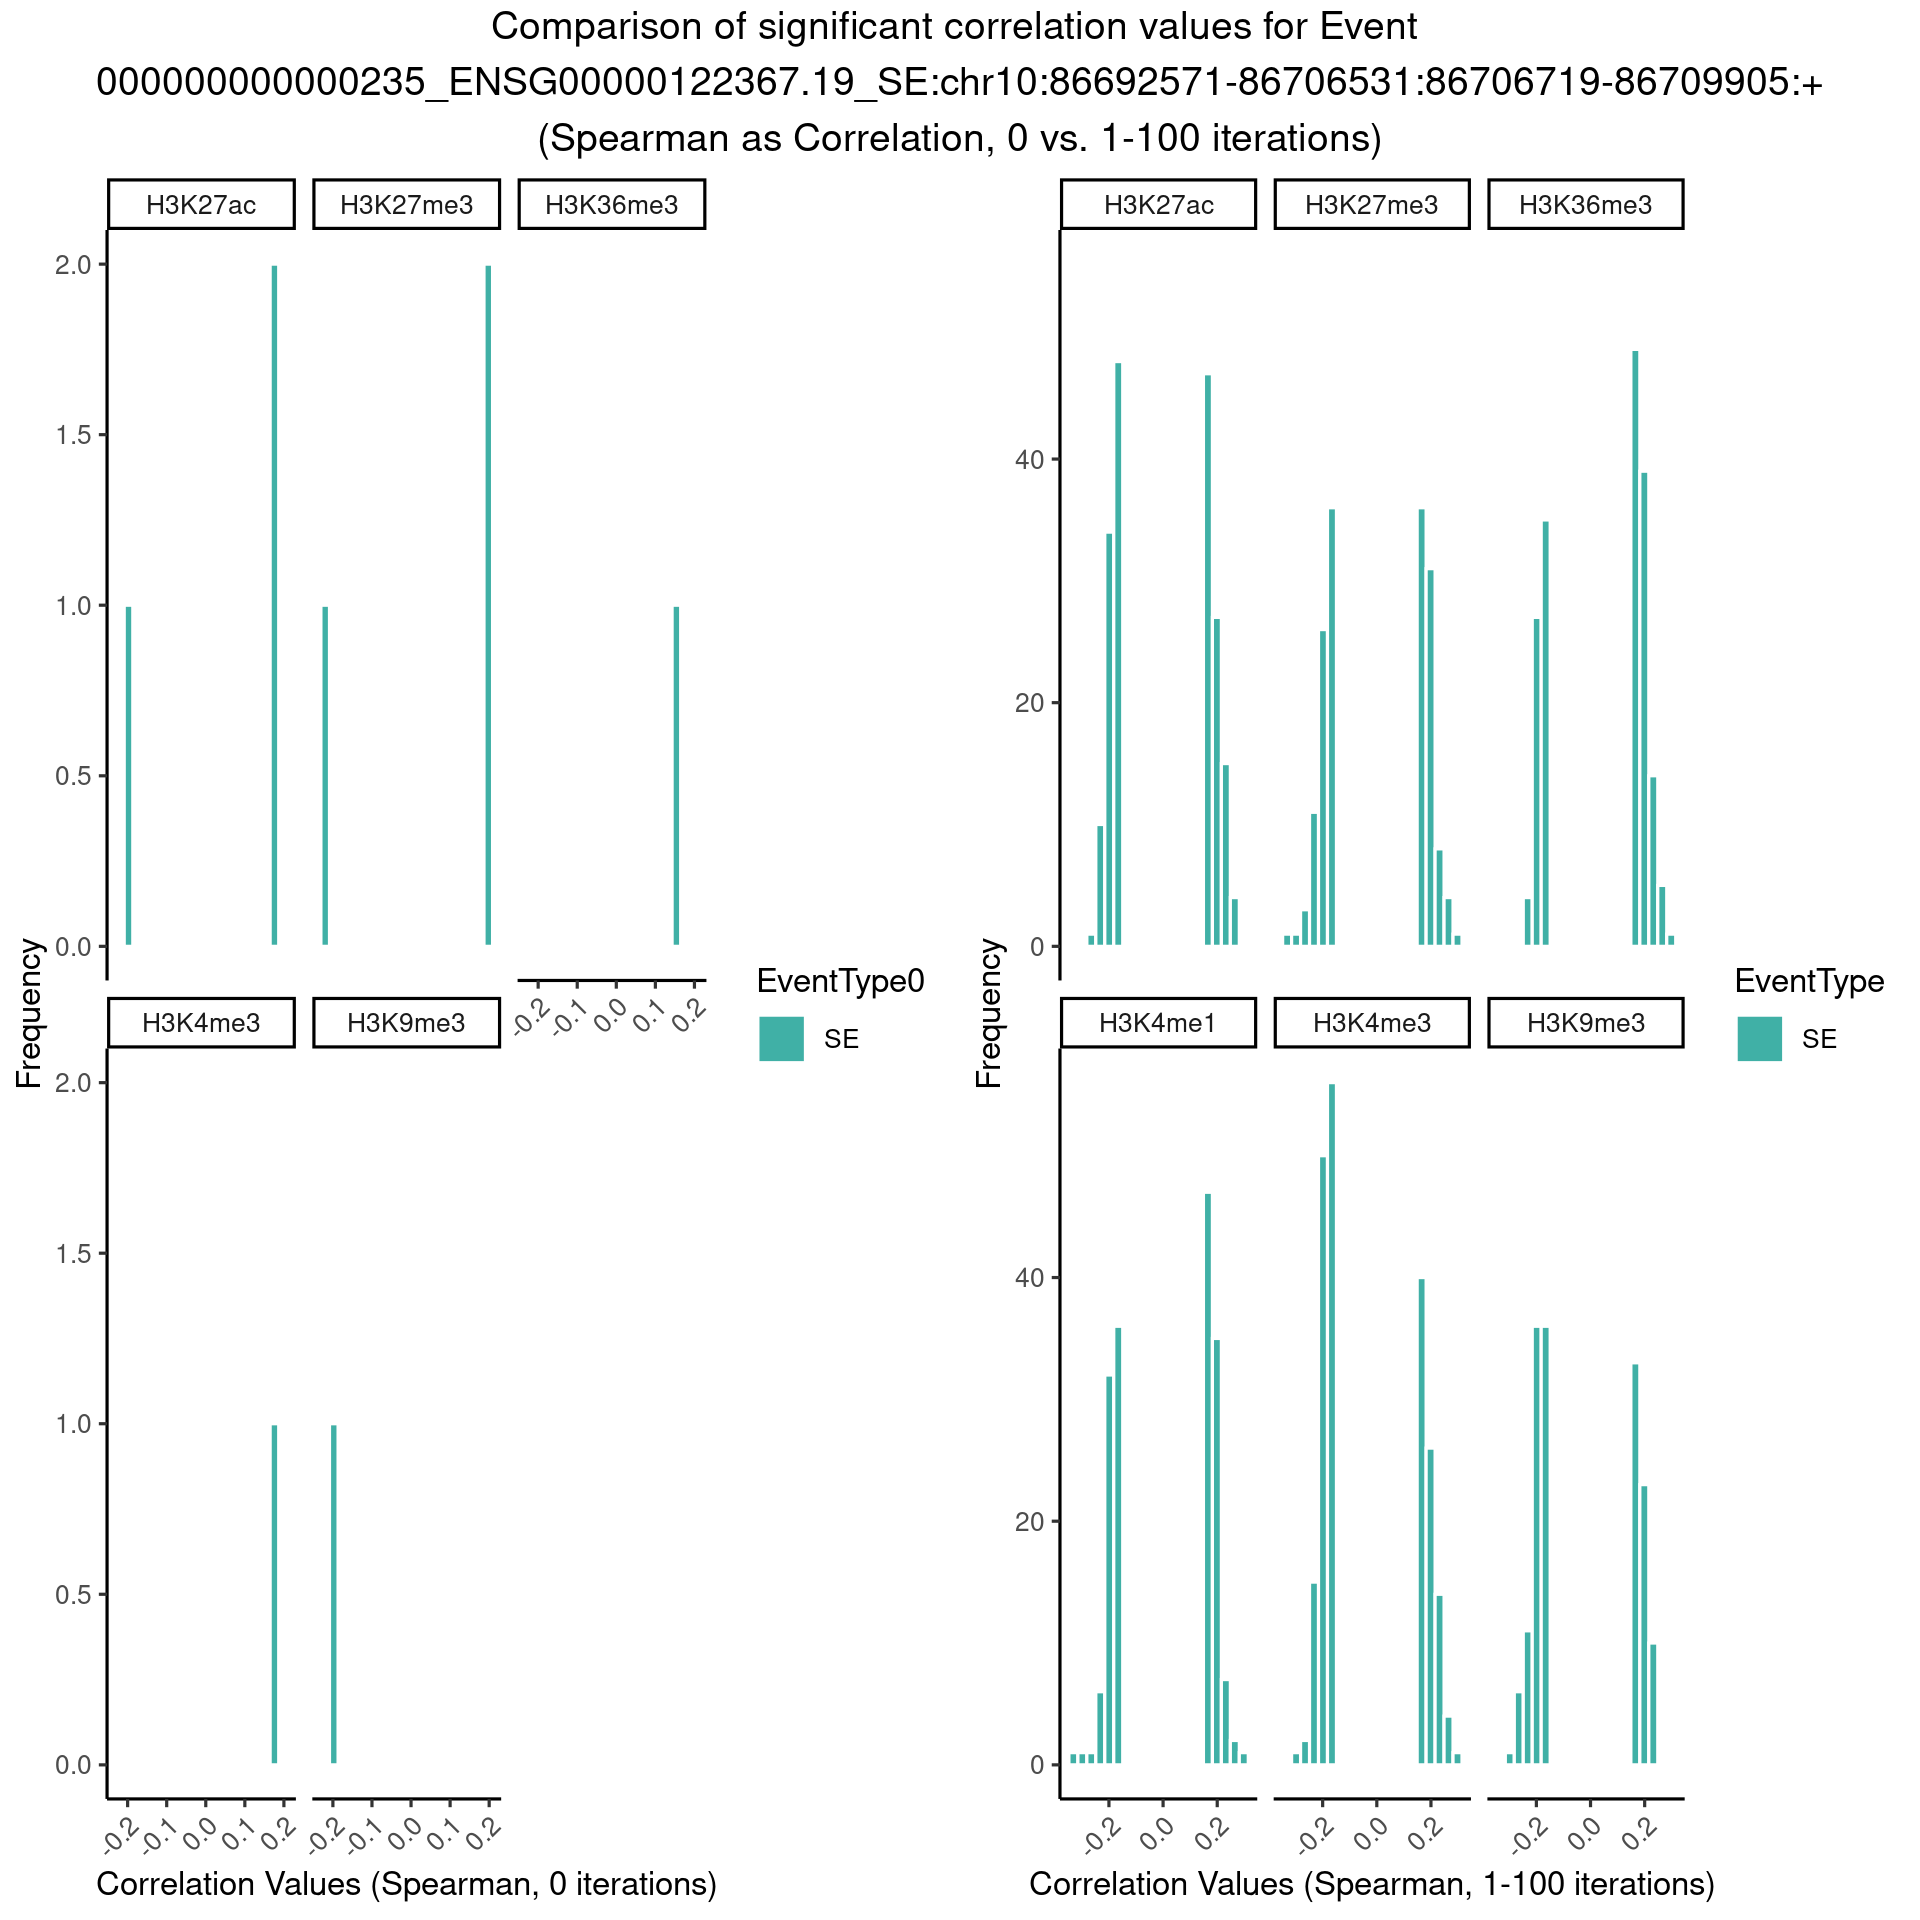 Comparison of significant correlation values for Event
000000000000235_ENSG00000122367.19_SE:chr10:86692571-86706531:86706719-86709905:+
(Spearman as Correlation, 0 vs. 1-100 iterations)
H3K27ac H3K27me3 H3K36me3
2.0
1.5
1.0
0.5
0.0
-0.2 -0.1 0.0 0.1 0.2
Frequency
H3K4me3 H3K9me3
2.0
1.5
1.0
0.5
0.0
-0.2 -0.1 0.0 0.1 0.2 -0.2 -0.1 0.0 0.1 0.2
Correlation Values (Spearman, 0 iterations)
EventType0
SE
H3K27ac H3K27me3 H3K36me3
40
20
0
Frequency
H3K4me1 H3K4me3 H3K9me3
40
20
0
-0.2 0.0 0.2 -0.2 0.0 0.2 -0.2 0.0 0.2
Correlation Values (Spearman, 1-100 iterations)
EventType
SE